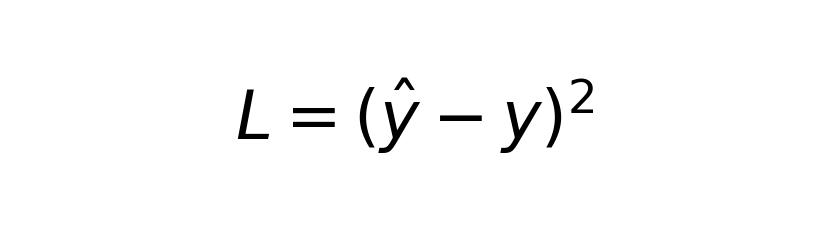 L = (ŷ − y)²